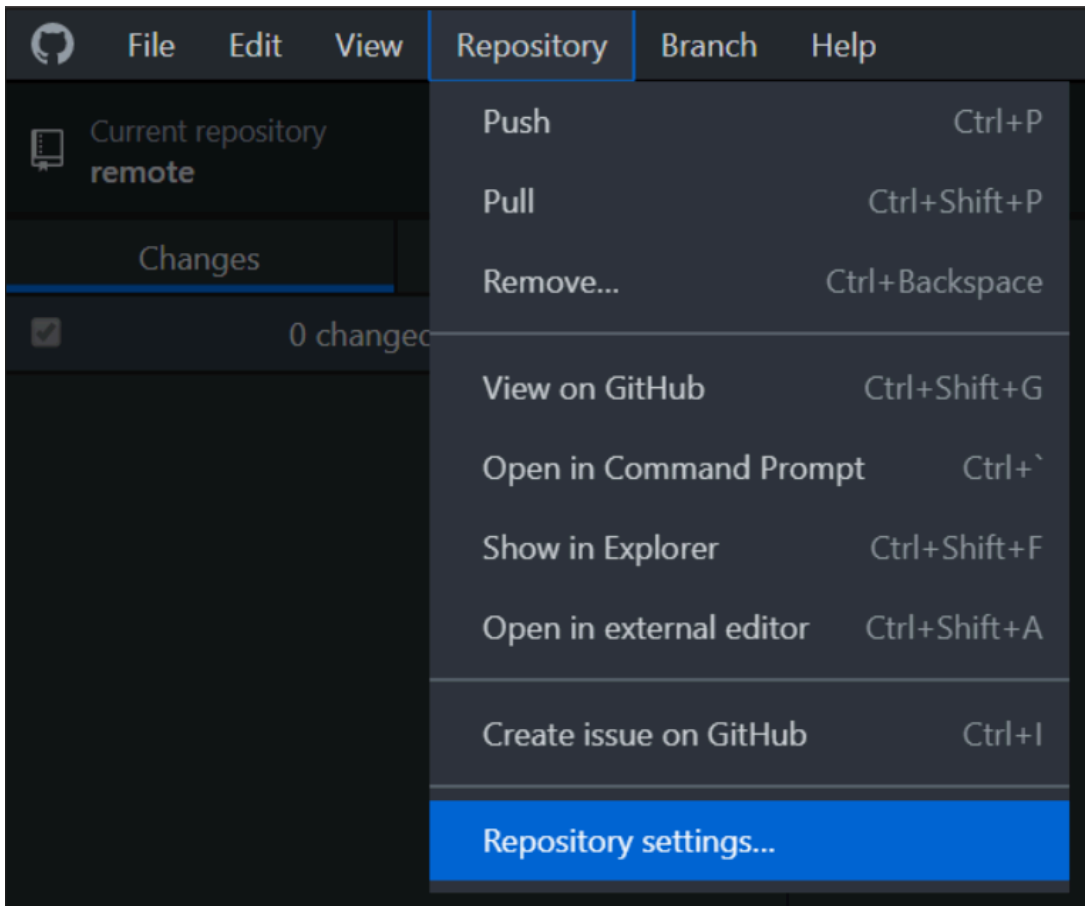 File Edit View Repository Branch Help
Current repository
remote
Changes
0 changed
Push Ctrl+P
Pull Ctrl+Shift+P
Remove... Ctrl+Backspace
View on GitHub Ctrl+Shift+G
Open in Command Prompt Ctrl+`
Show in Explorer Ctrl+Shift+F
Open in external editor Ctrl+Shift+A
Create issue on GitHub Ctrl+I
Repository settings...